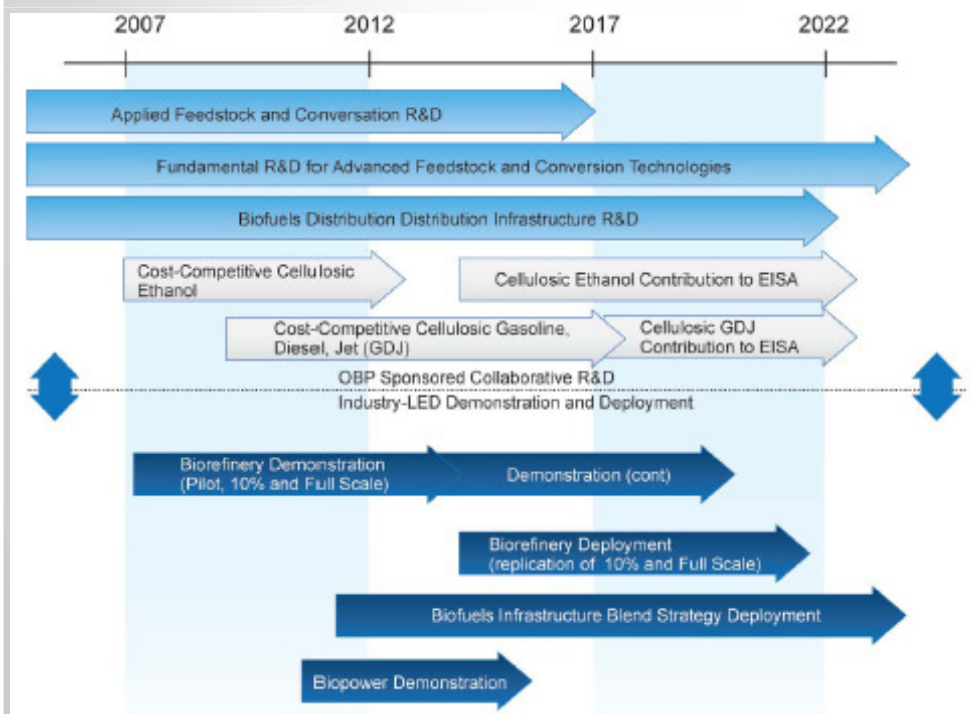 2007 2012 2017 2022
Applied Feedstock and Conversation R&D
Fundamental R&D for Advanced Feedstock and Conversion Technologies
Biofuels Distribution Distribution Infrastructure R&D
Cost-Competitive Cellulosic
Ethanol
Cellulosic Ethanol Contribution to EISA
Cost-Competitive Cellulosic Gasoline,
Diesel, Jet (GDJ)
Cellulosic GDJ
Contribution to EISA
OBP Sponsored Collaborative R&D
Industry-LED Demonstration and Deployment
Biorefinery Demonstration
(Pilot, 10% and Full Scale)
Demonstration (cont)
Biorefinery Deployment
(replication of 10% and Full Scale)
Biofuels Infrastructure Blend Strategy Deployment
Biopower Demonstration